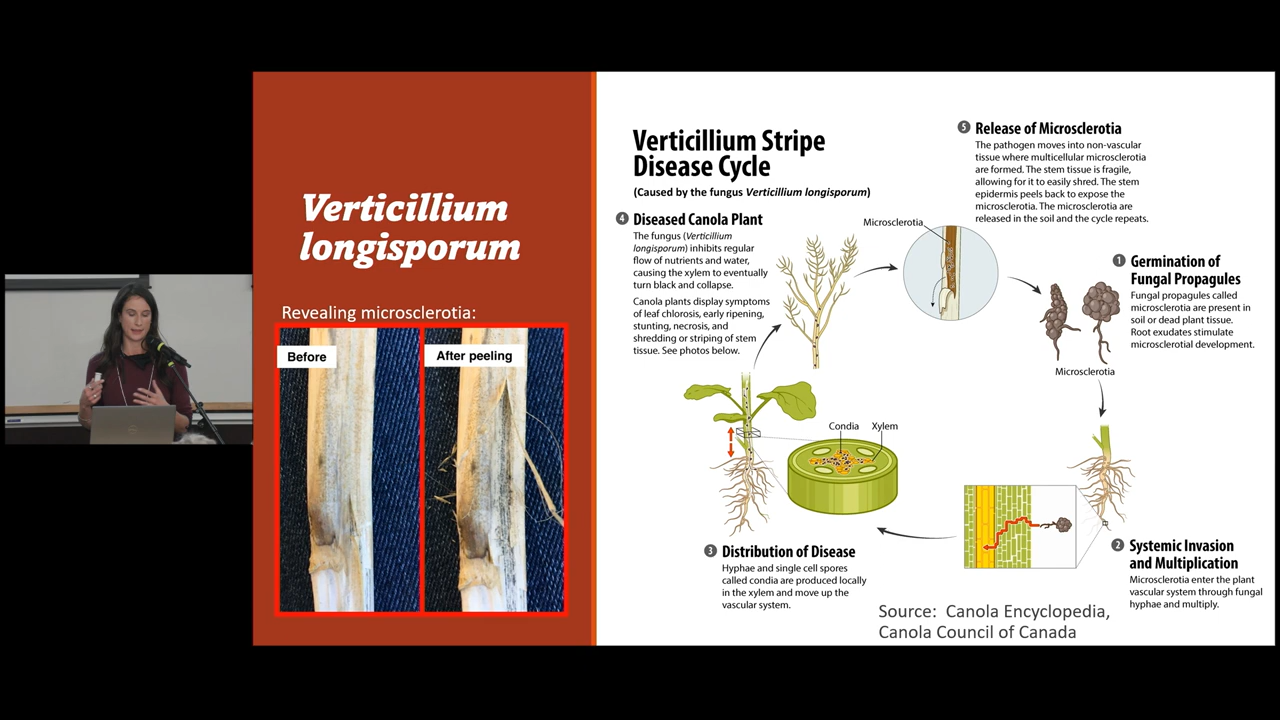 Verticillium
longisporum
Revealing microsclerotia:
Before
After peeling
Verticillium Stripe
Disease Cycle
(Caused by the fungus Verticillium longisporum)
4 Diseased Canola Plant
The fungus (Verticillium
longisporum) inhibits regular
flow of nutrients and water,
causing the xylem to eventually
turn black and collapse.
Canola plants display symptoms
of leaf chlorosis, early ripening,
stunting, necrosis, and
shredding or striping of stem
tissue. See photos below.
Microsclerotia
5 Release of Microsclerotia
The pathogen moves into non-vascular
tissue where multicellular microsclerotia
are formed. The stem tissue is fragile,
allowing for it to easily shred. The stem
epidermis peels back to expose the
microsclerotia. The microsclerotia are
released in the soil and the cycle repeats.
1 Germination of
Fungal Propagules
Fungal propagules called
microsclerotia are present in
soil or dead plant tissue.
Root exudates stimulate
microsclerotial development.
Microsclerotia
Condia
Xylem
3 Distribution of Disease
Hyphae and single cell spores
called condia are produced locally
in the xylem and move up the
vascular system.
2 Systemic Invasion
and Multiplication
Microsclerotia enter the plant
vascular system through fungal
hyphae and multiply.
Source: Canola Encyclopedia,
Canola Council of Canada